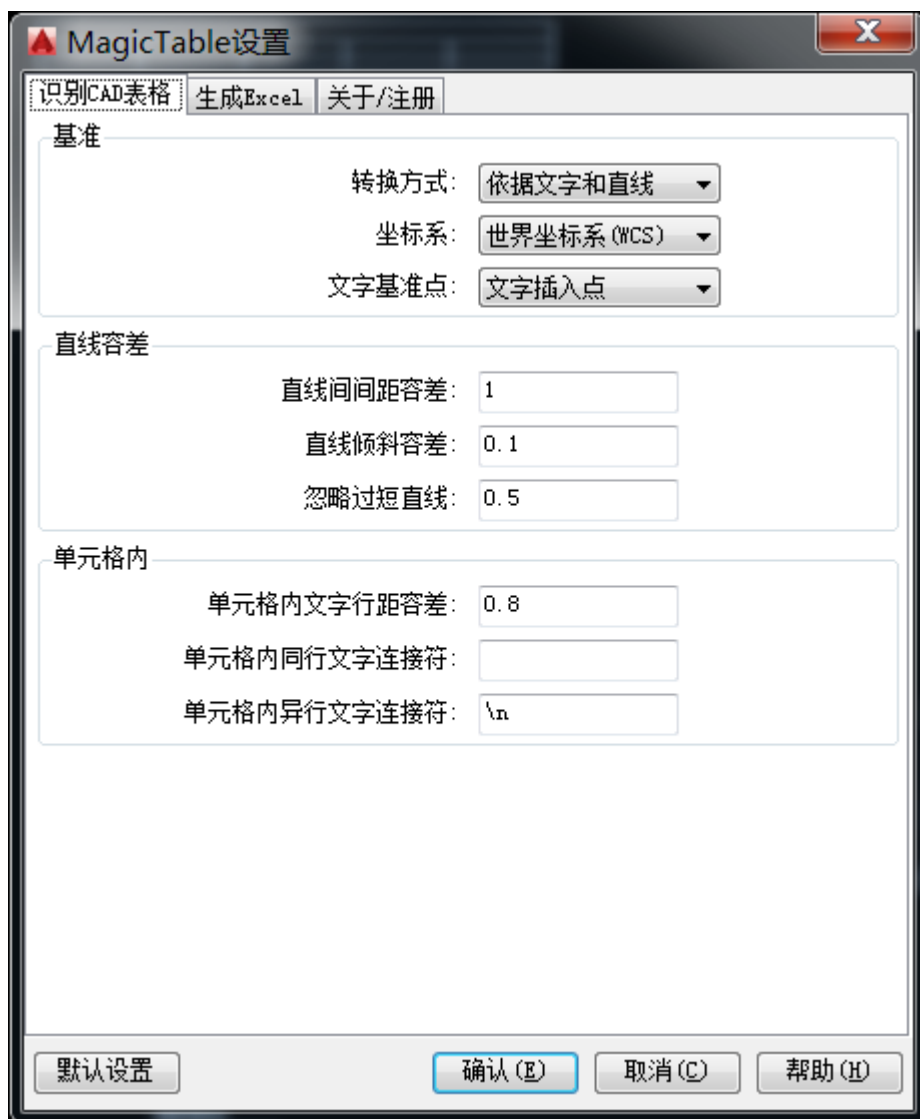 MagicTable设置
识别CAD表格 生成Excel 关于/注册
基准
转换方式: 依据文字和直线
坐标系: 世界坐标系(WCS)
文字基准点: 文字插入点
直线容差
直线间间距容差: 1
直线倾斜容差: 0.1
忽略过短直线: 0.5
单元格内
单元格内文字行距容差: 0.8
单元格内同行文字连接符:
单元格内异行文字连接符: \n
默认设置 确认(E) 取消(C) 帮助(H)